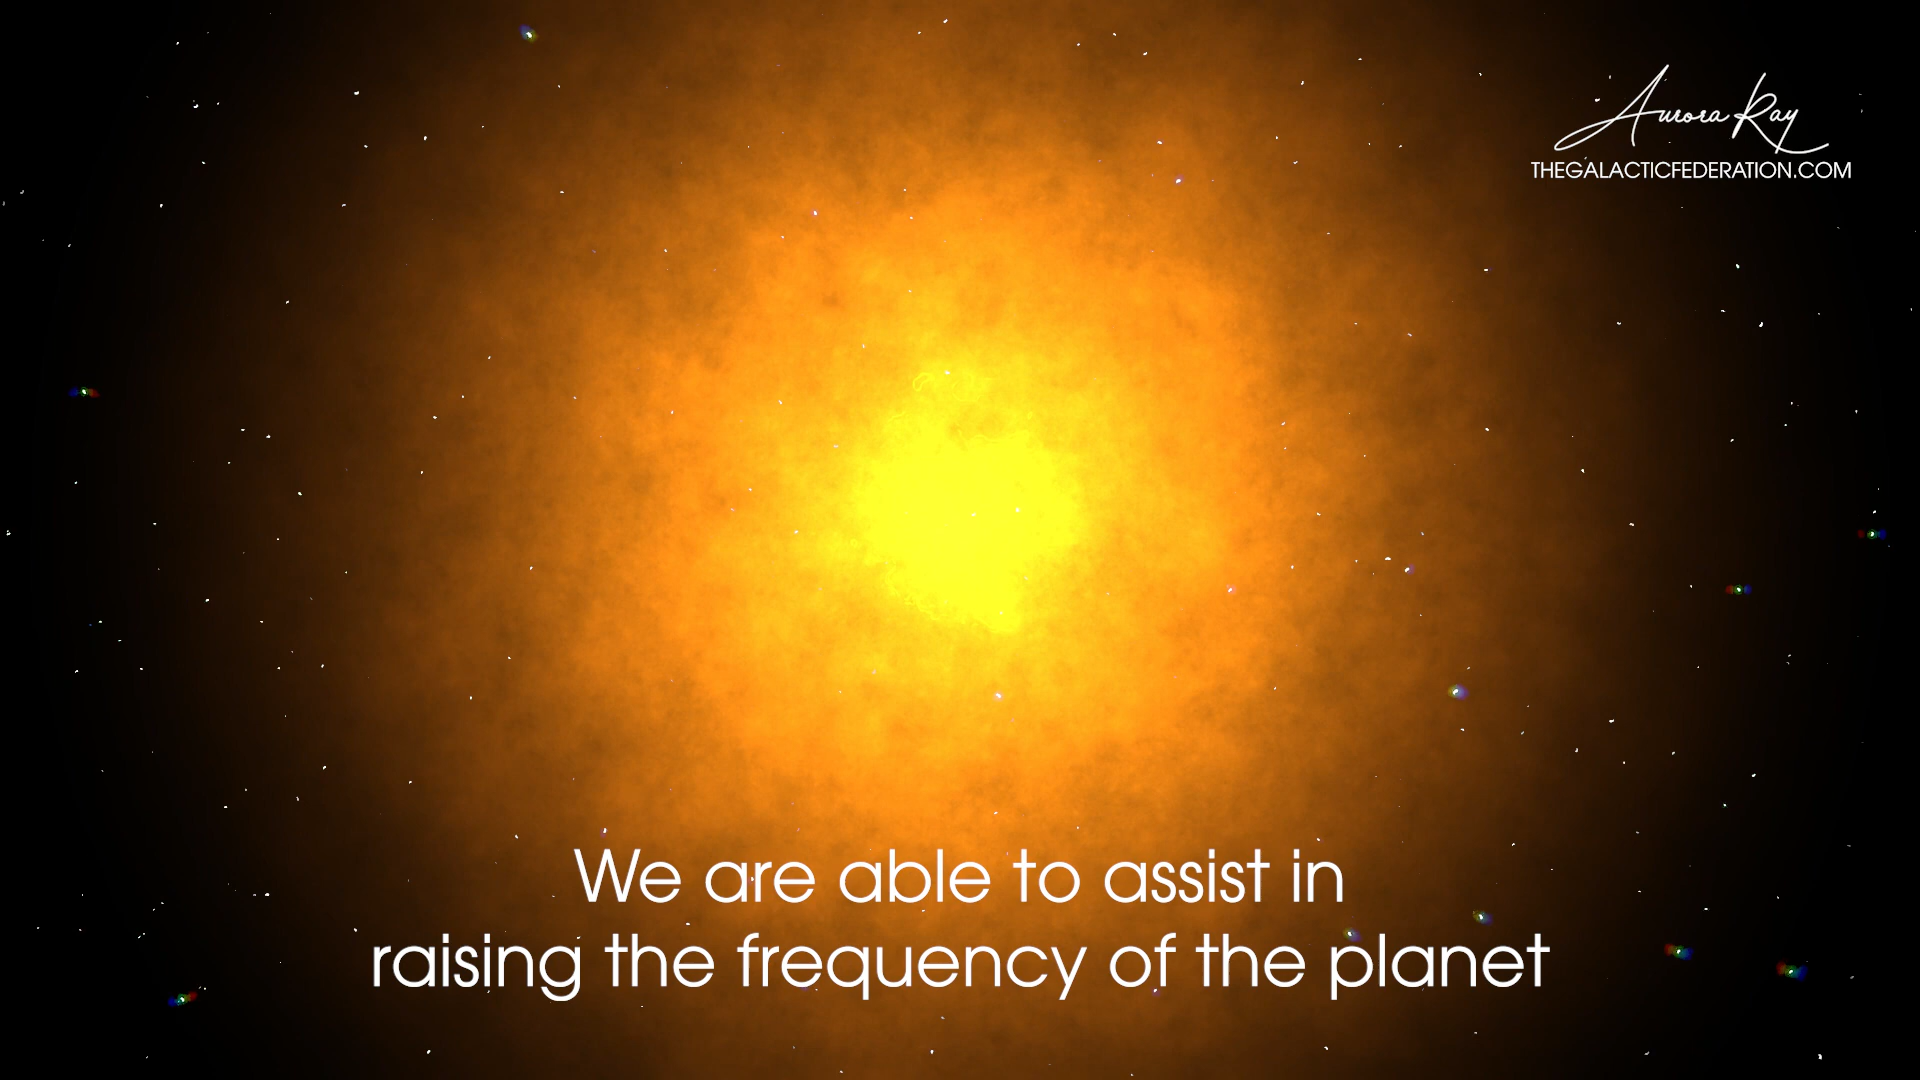 Aurora Ray
THEGALACTICFEDERATION.COM
We are able to assist in
raising the frequency of the planet